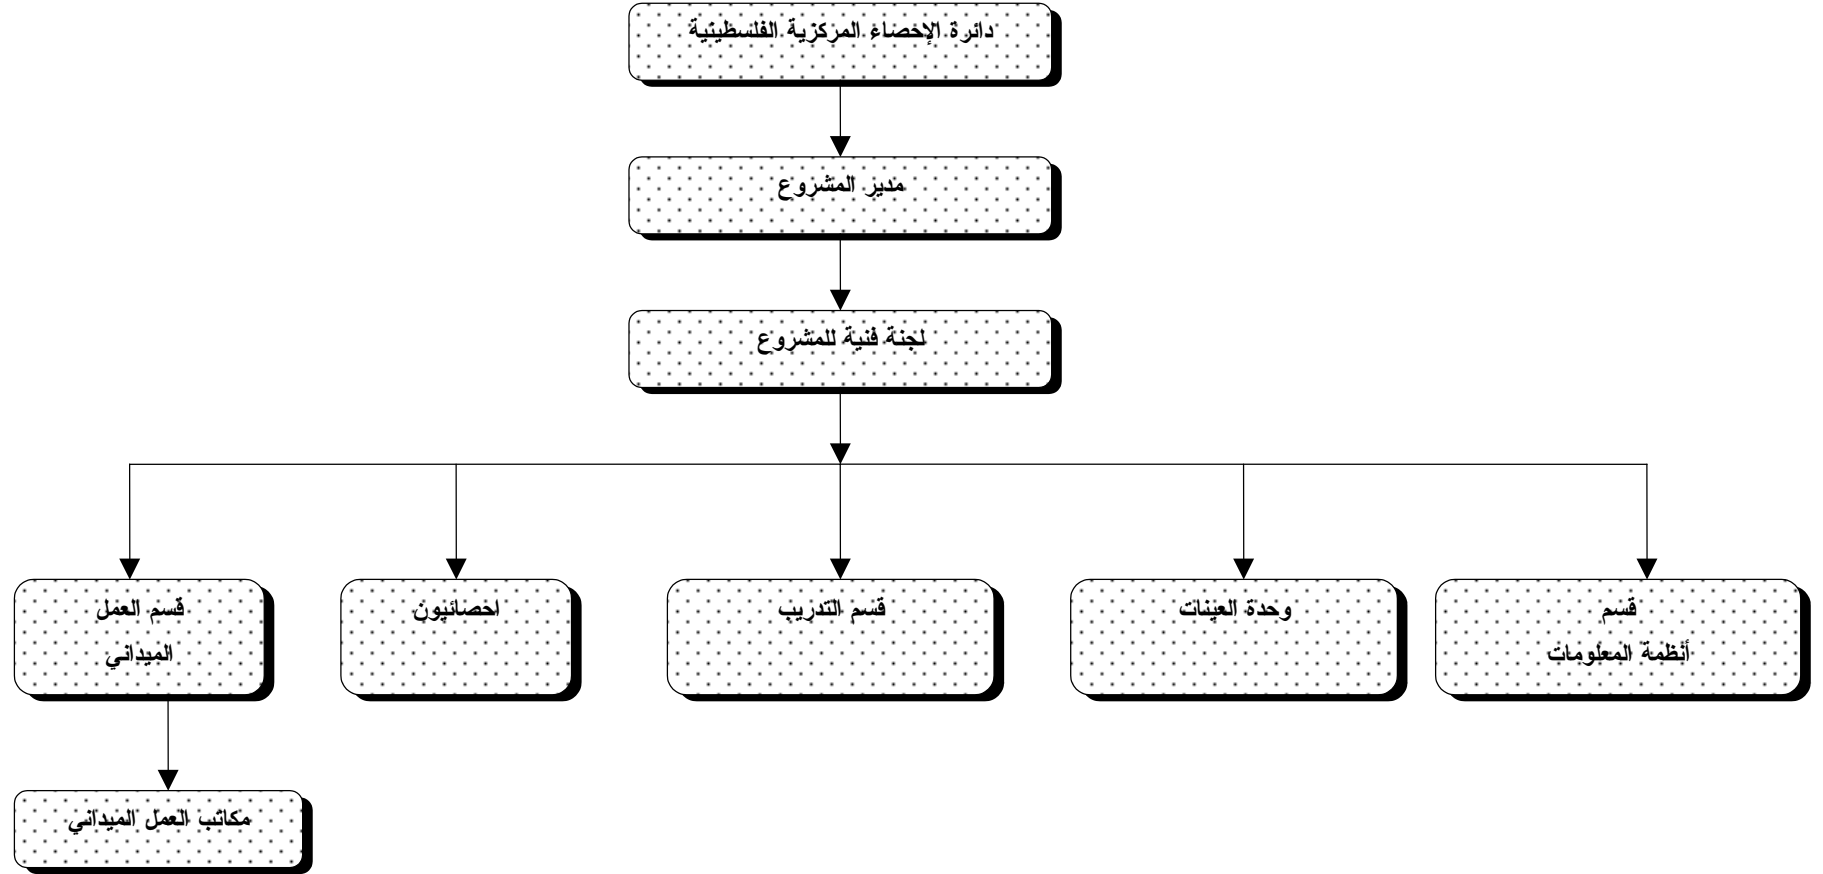 دائرة الإحصاء المركزية الفلسطينية
مدير المشروع
لجنة فنية للمشروع
قسم
أنظمة المعلومات
وحدة العينات
قسم التدريب
احصائيون
قسم العمل
الميداني
مكاتب العمل الميداني